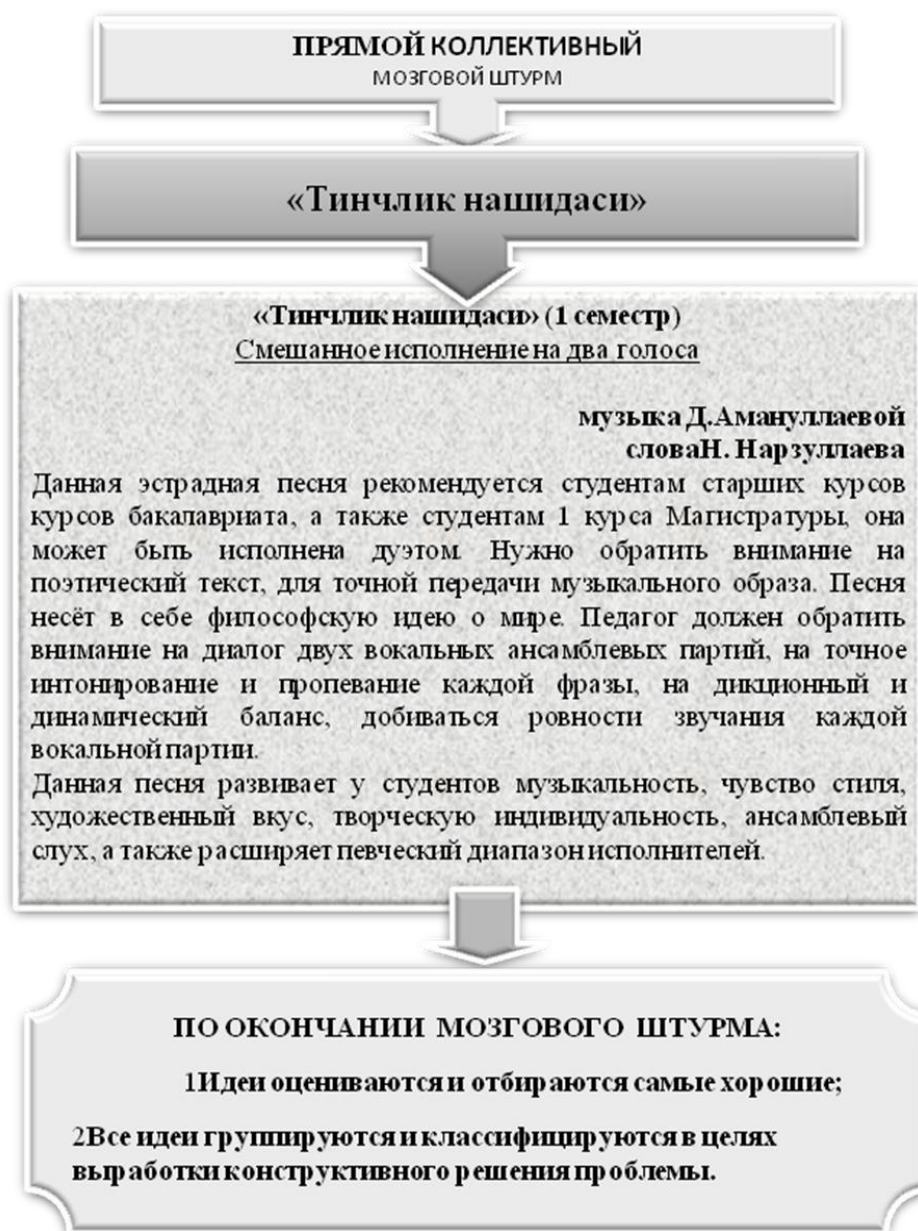 ПРЯМОЙ КОЛЛЕКТИВНЫЙ
МОЗГОВОЙ ШТУРМ
«Тинчлик нашидаси»
«Тинчлик нашидаси» (1 семестр)
Смешанное исполнение на два голоса
музыка Д.Амануллаевой
словаН. Нарзуллаева
Данная эстрадная песня рекомендуется студентам старших курсов
курсов бакалавриата, а также студентам 1 курса Магистратуры, она
может быть исполнена дуэтом. Нужно обратить внимание на
поэтический текст, для точной передачи музыкального образа. Песня
несёт в себе философскую идею о мире. Педагог должен обратить
внимание на диалог двух вокальных ансамблевых партий, на точное
интонирование и пропевание каждой фразы, на дикционный и
динамический баланс, добиваться ровности звучания каждой
вокальной партии.
Данная песня развивает у студентов музыкальность, чувство стиля,
художественный вкус, творческую индивидуальность, ансамблевый
слух, а также расширяет певческий диапазон исполнителей.
ПО ОКОНЧАНИИ МОЗГОВОГО ШТУРМА:
1Идеи оцениваются и отбираются самые хорошие;
2Все идеи группируются и классифицируются в целях
выработки конструктивного решения проблемы.